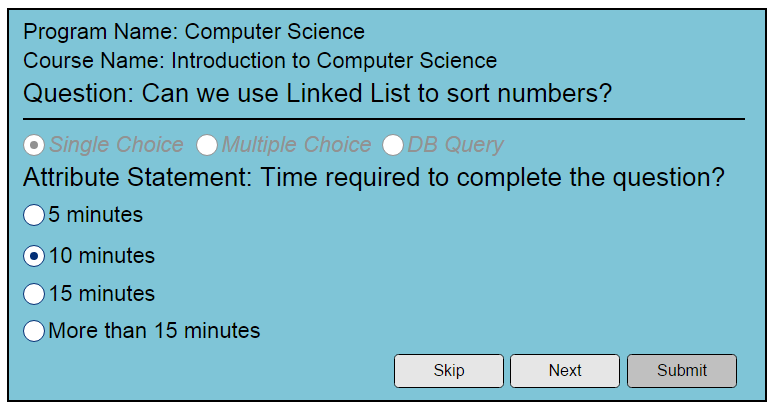 Program Name: Computer Science
Course Name: Introduction to Computer Science
Question: Can we use Linked List to sort numbers?
Single Choice Multiple Choice DB Query
Attribute Statement: Time required to complete the question?
5 minutes
10 minutes
15 minutes
More than 15 minutes
Skip Next Submit